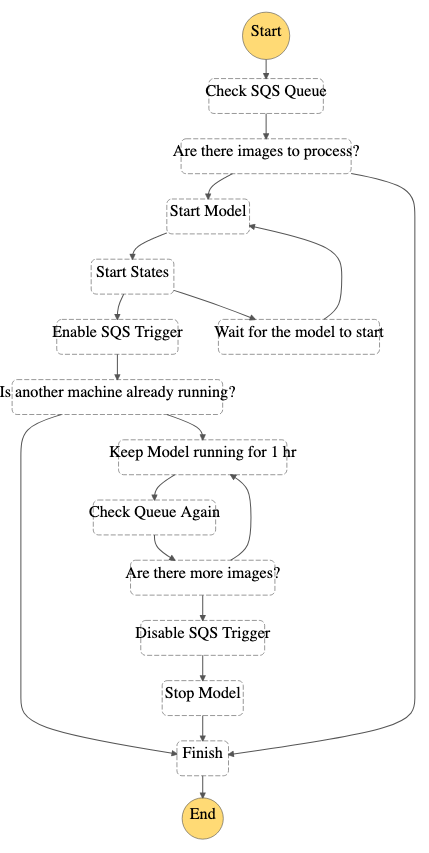 Start
Check SQS Queue
Are there images to process?
Start Model
Start States
Enable SQS Trigger
Wait for the model to start
Is another machine already running?
Keep Model running for 1 hr
Check Queue Again
Are there more images?
Disable SQS Trigger
Stop Model
Finish
End